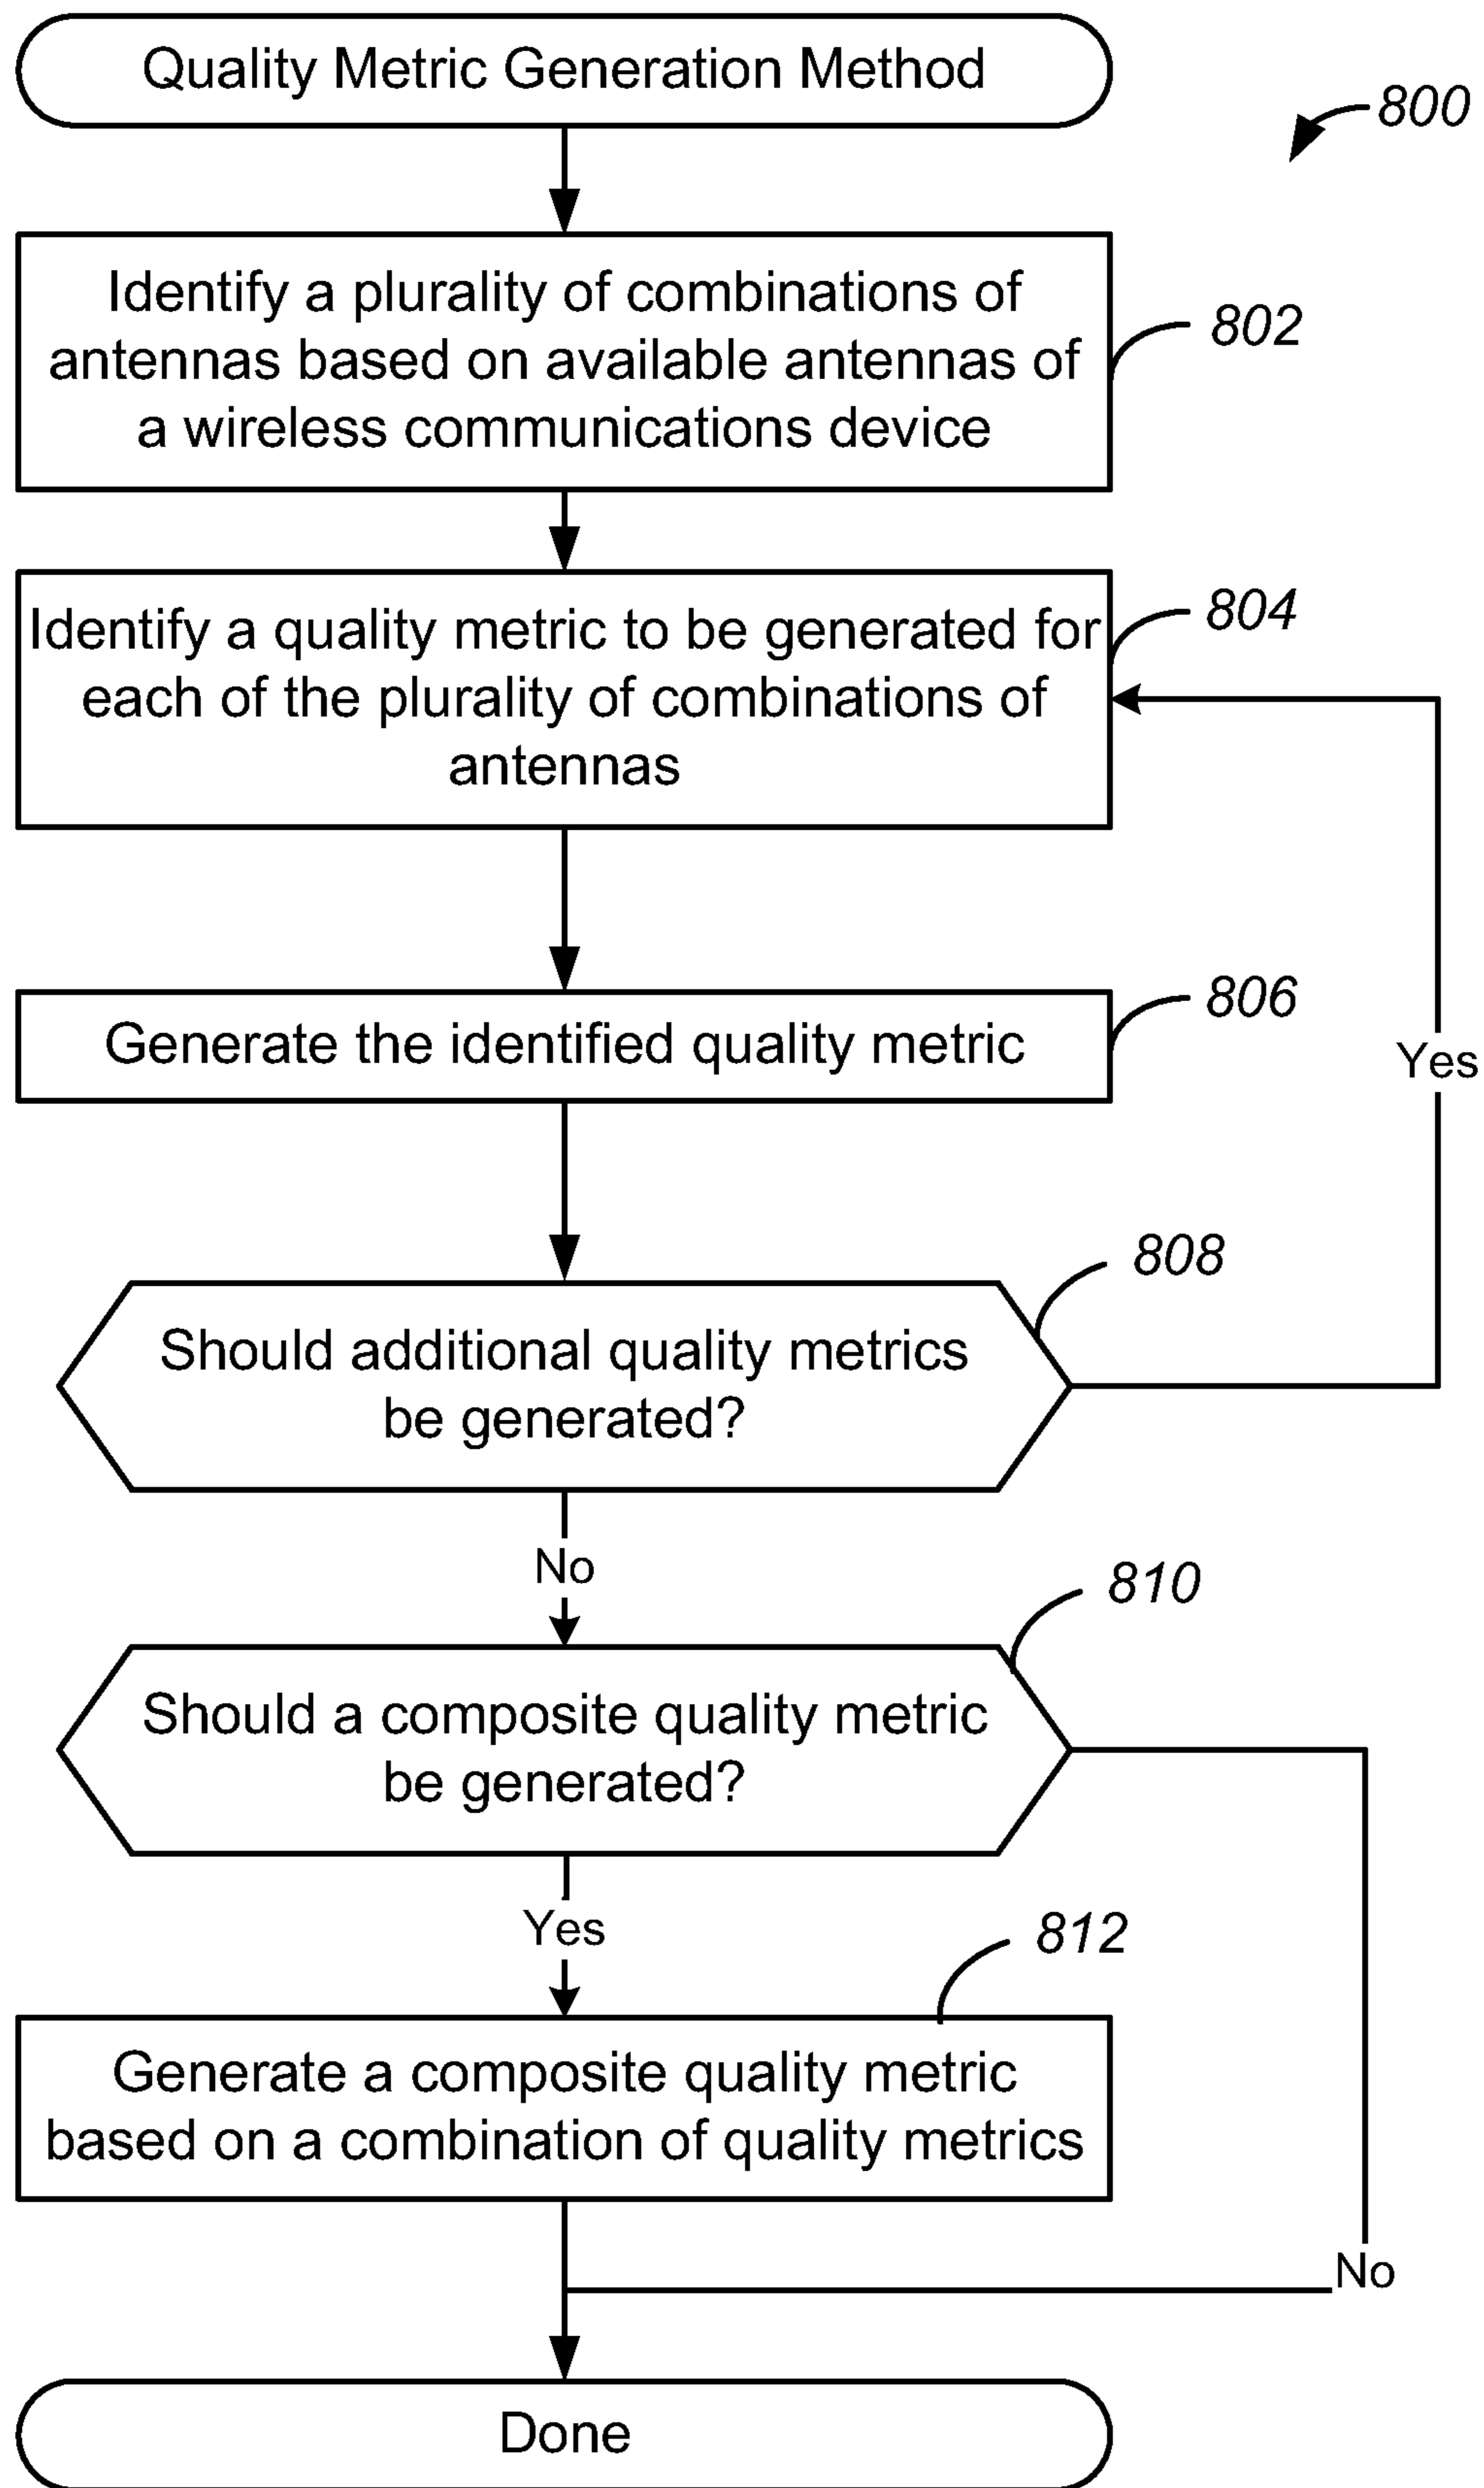 Quality Metric Generation Method
800
Identify a plurality of combinations of
antennas based on available antennas of
a wireless communications device
802
Identify a quality metric to be generated for
each of the plurality of combinations of
antennas
804
Generate the identified quality metric
806
Yes
Should additional quality metrics
be generated?
808
No
Should a composite quality metric
be generated?
810
Yes
Generate a composite quality metric
based on a combination of quality metrics
812
No
Done